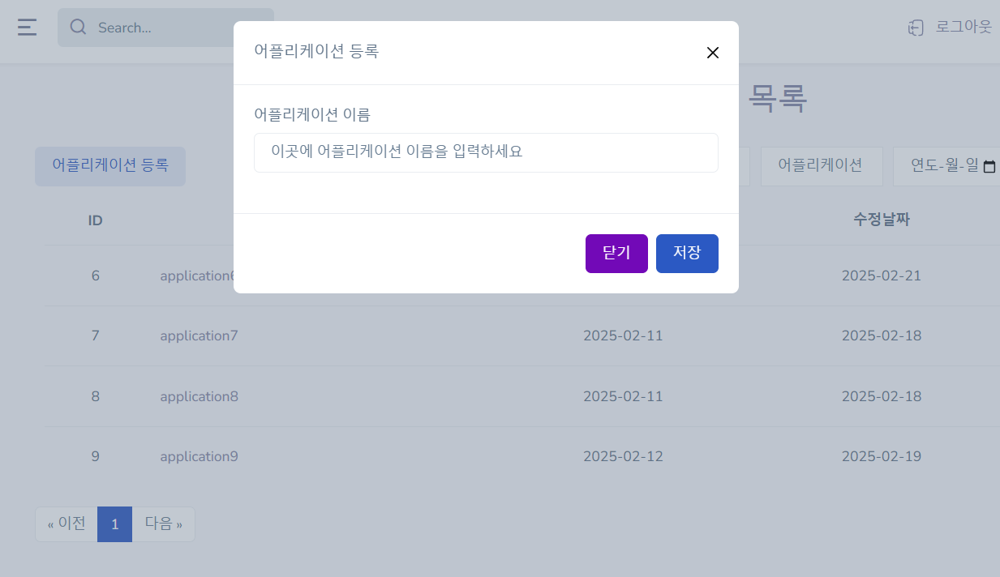 Search...
로그아웃
어플리케이션 등록
어플리케이션 이름
이곳에 어플리케이션 이름을 입력하세요
닫기
저장
목록
어플리케이션 등록
어플리케이션
연도-월-일
ID
수정날짜
6 application6 2025-02-21
7 application7 2025-02-11 2025-02-18
8 application8 2025-02-11 2025-02-18
9 application9 2025-02-12 2025-02-19
« 이전 1 다음 »